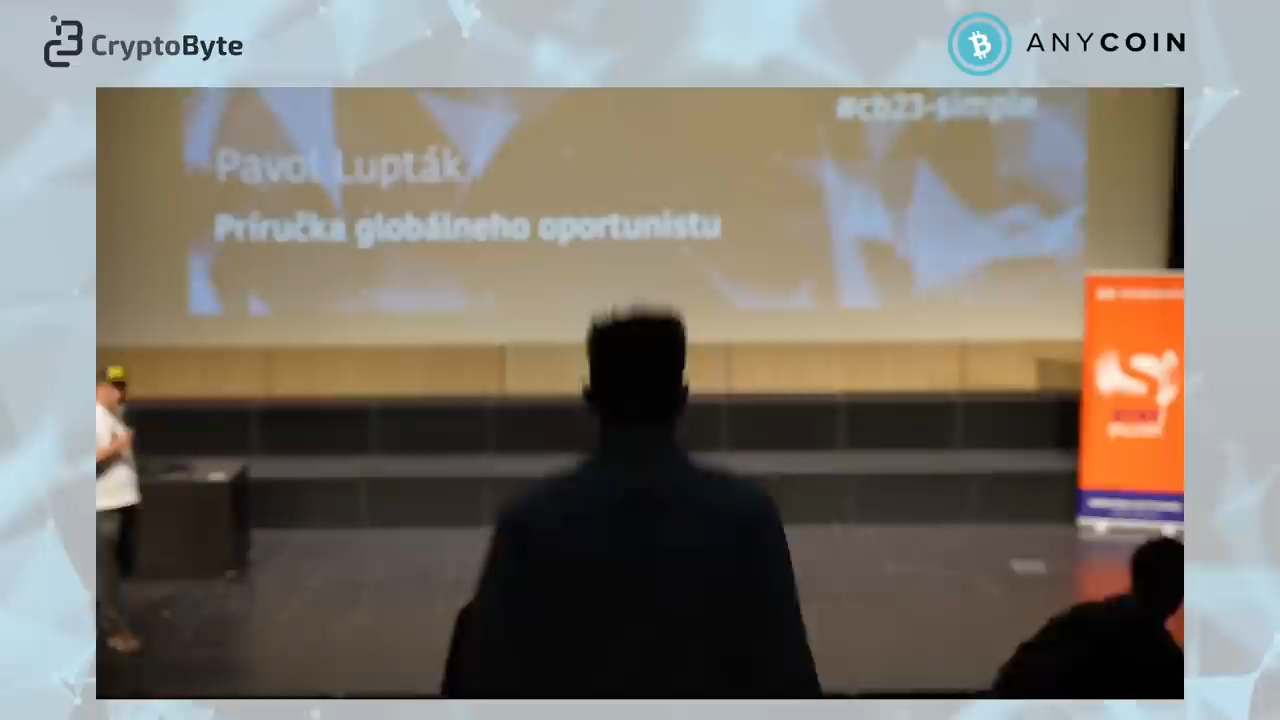 CryptoByte
ANYCOIN
#cb23-simple
Pavol Lupták
Príručka globálneho oportunistu